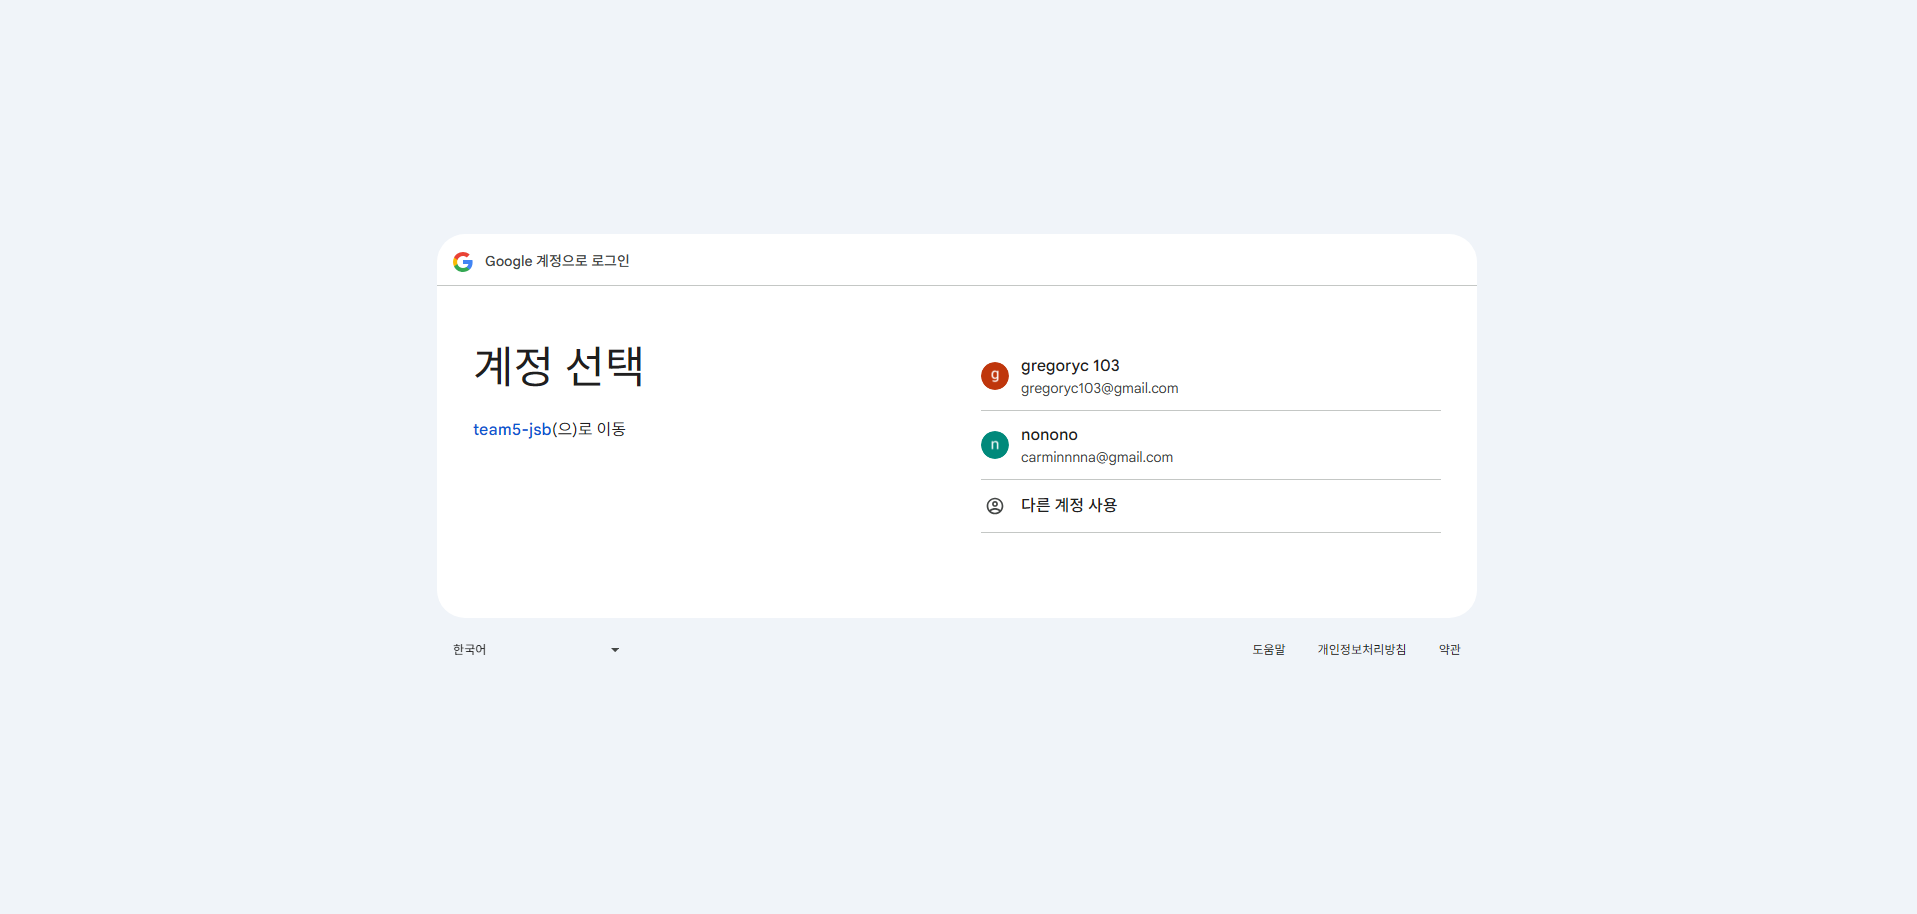 Google 계정으로 로그인
계정 선택
team5-jsb(으)로 이동
g
gregoryc 103
gregoryc103@gmail.com
n
nonono
carminnnna@gmail.com
다른 계정 사용
한국어
도움말 개인정보처리방침 약관